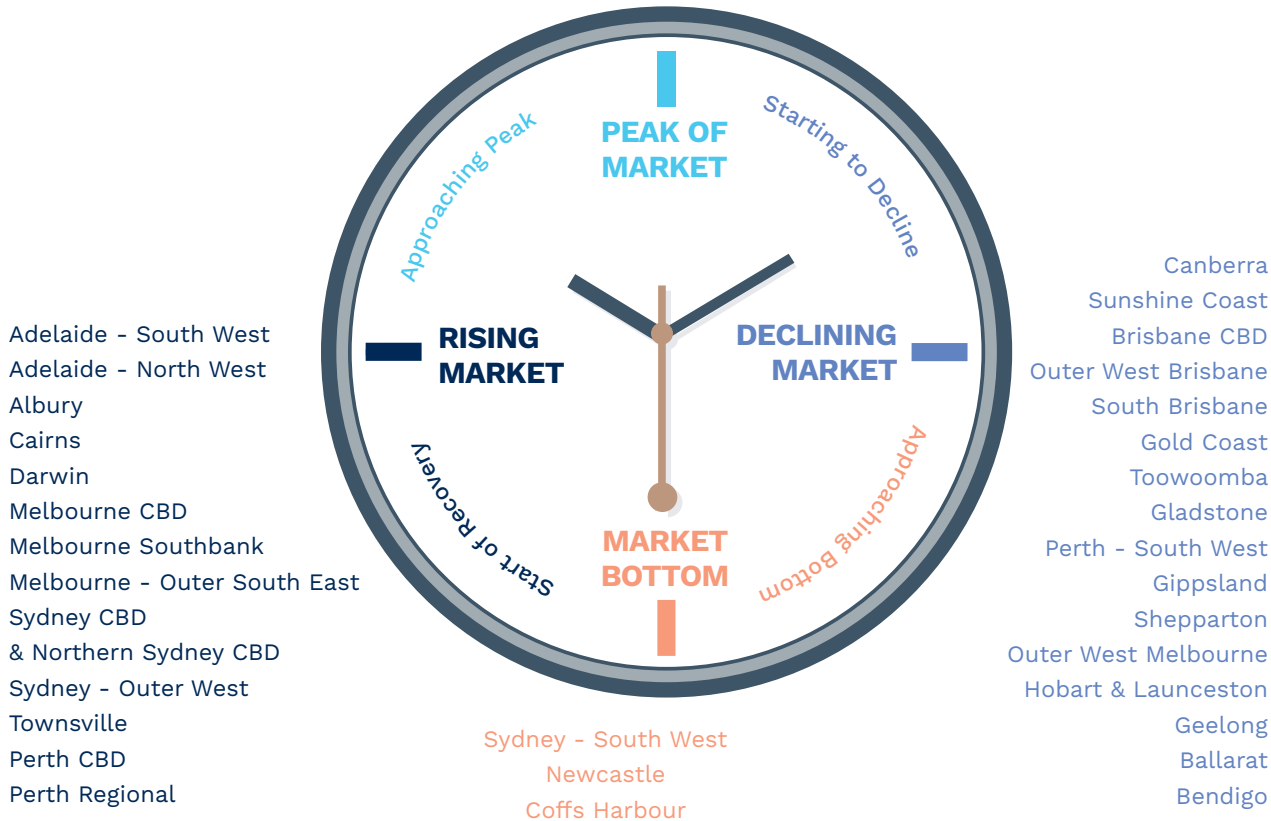 PEAK OF
MARKET
Approaching Peak
Starting to Decline
RISING
MARKET
DECLINING
MARKET
Start of Recovery
Approaching Bottom
MARKET
BOTTOM
Adelaide - South West
Adelaide - North West
Albury
Cairns
Darwin
Melbourne CBD
Melbourne Southbank
Melbourne - Outer South East
Sydney CBD
& Northern Sydney CBD
Sydney - Outer West
Townsville
Perth CBD
Perth Regional
Sydney - South West
Newcastle
Coffs Harbour
Canberra
Sunshine Coast
Brisbane CBD
Outer West Brisbane
South Brisbane
Gold Coast
Toowoomba
Gladstone
Perth - South West
Gippsland
Shepparton
Outer West Melbourne
Hobart & Launceston
Geelong
Ballarat
Bendigo